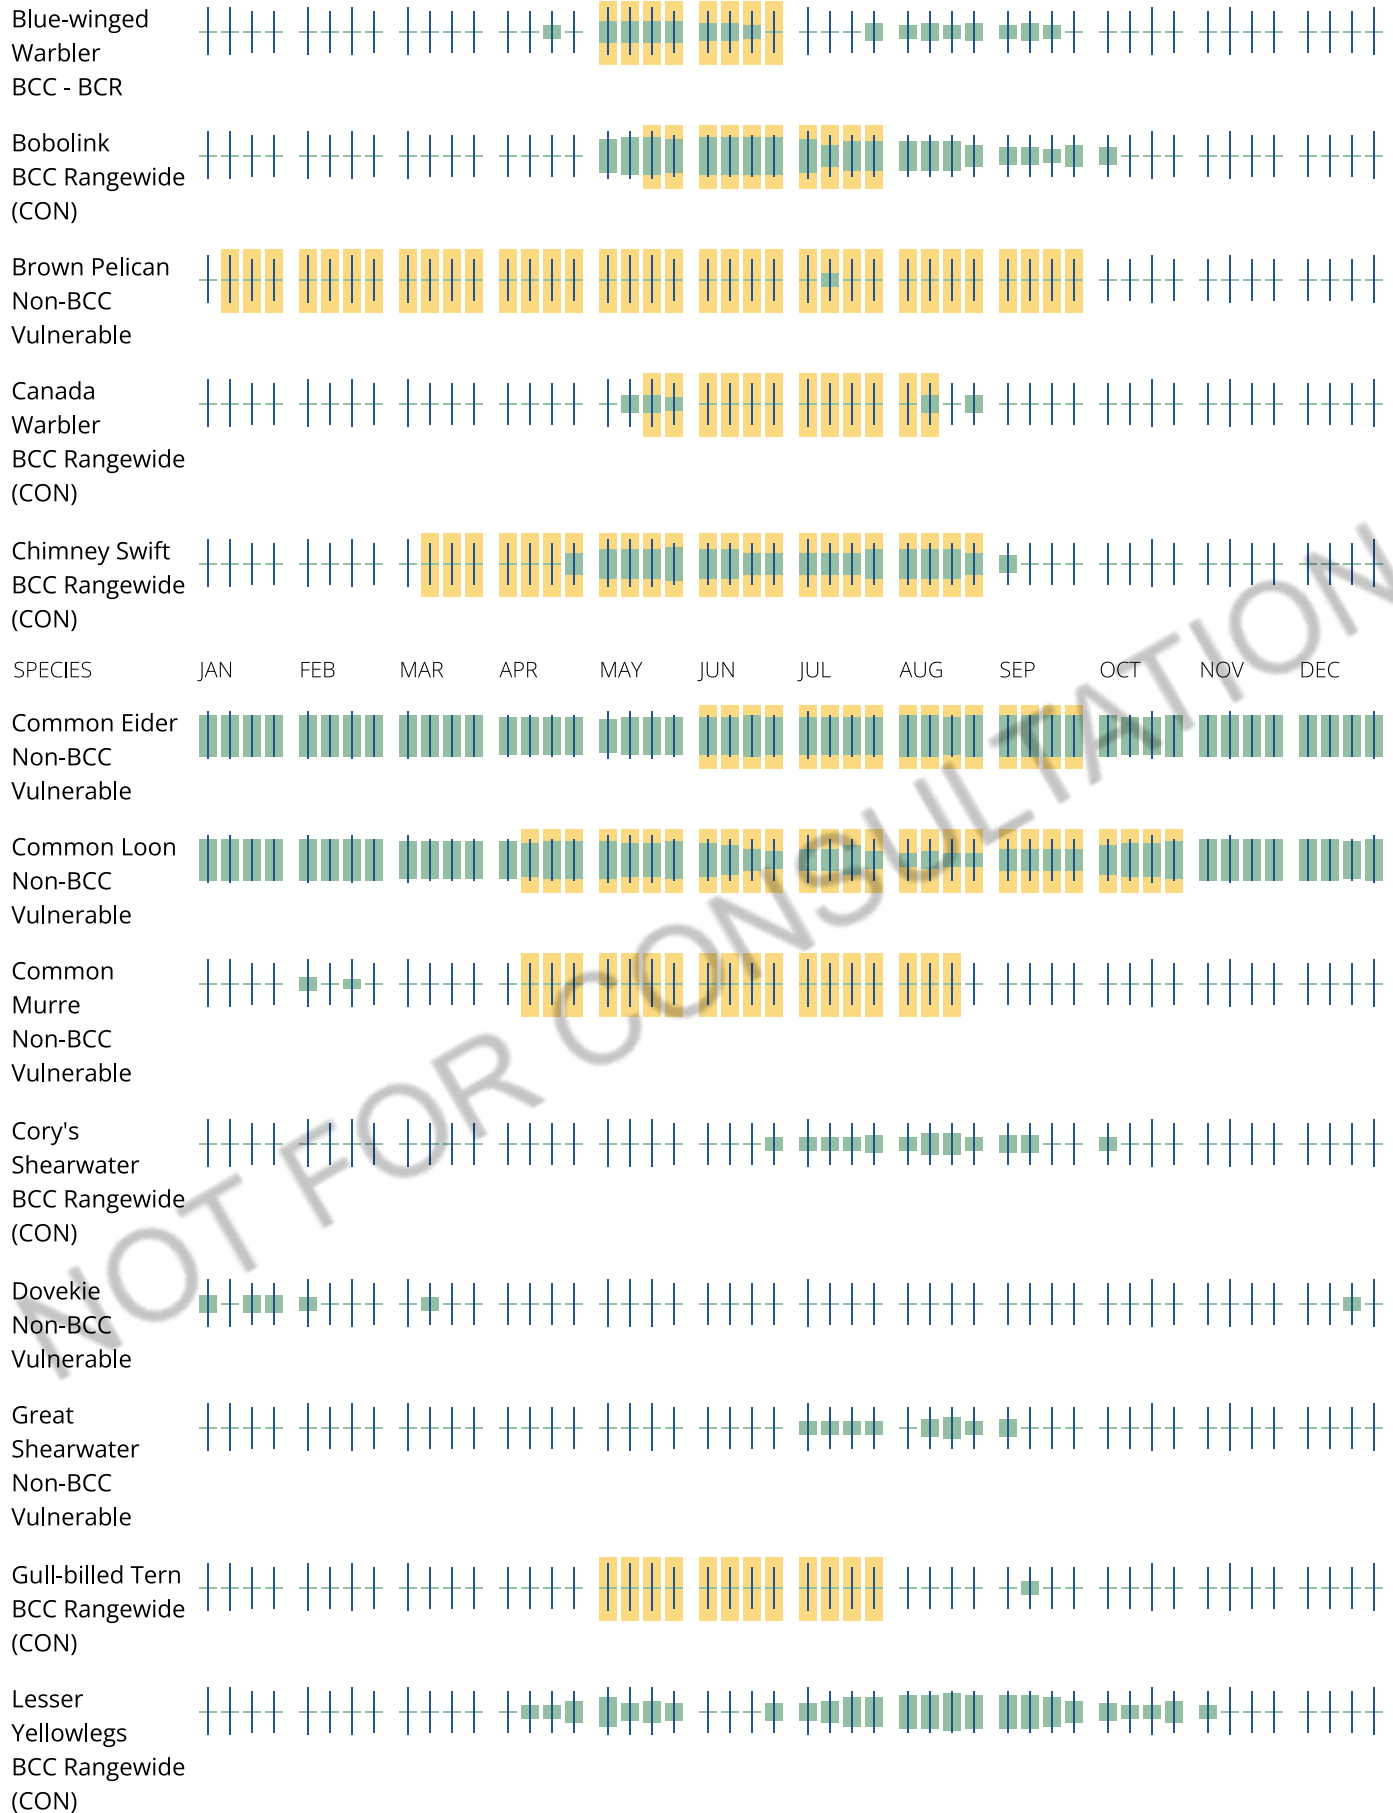 Blue-winged
Warbler
BCC - BCR
Bobolink
BCC Rangewide
(CON)
Brown Pelican
Non-BCC
Vulnerable
Canada
Warbler
BCC Rangewide
(CON)
Chimney Swift
BCC Rangewide
(CON)
SPECIES JAN FEB MAR APR MAY JUN JUL AUG SEP OCT NOV DEC
Common Eider
Non-BCC
Vulnerable
Common Loon
Non-BCC
Vulnerable
Common
Murre
Non-BCC
Vulnerable
Cory's
Shearwater
BCC Rangewide
(CON)
Dovekie
Non-BCC
Vulnerable
Great
Shearwater
Non-BCC
Vulnerable
Gull-billed Tern
BCC Rangewide
(CON)
Lesser
Yellowlegs
BCC Rangewide
(CON)
NOT FOR CONSULTATION